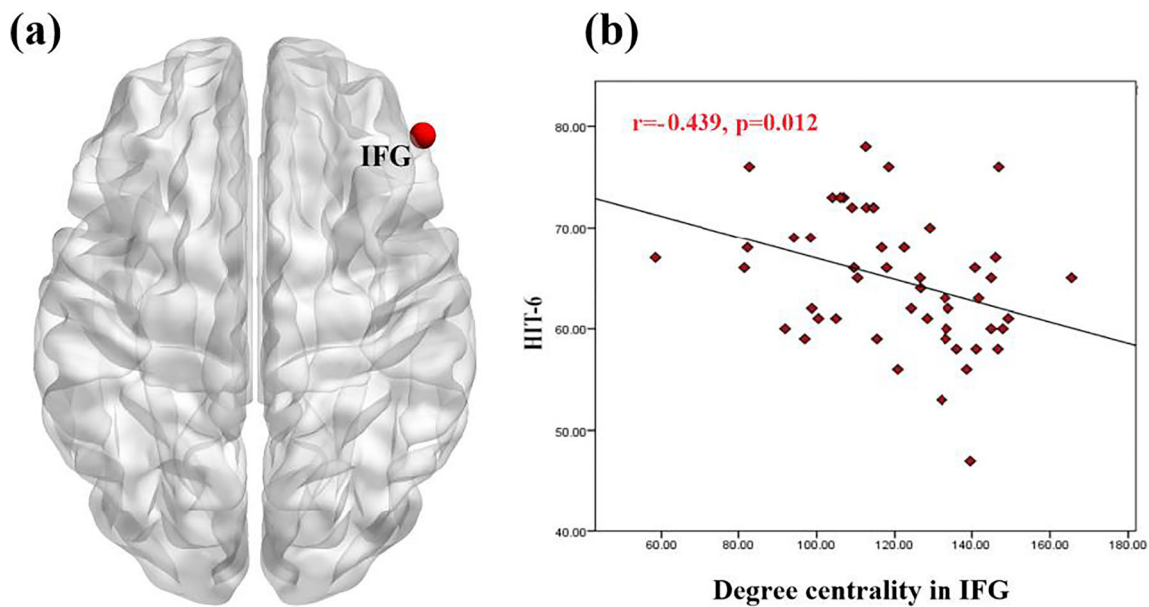 (a)
IFG
(b)
r=-0.439, p=0.012
80.00
70.00
60.00
50.00
40.00
HIT-6
60.00 80.00 100.00 120.00 140.00 160.00 180.00
Degree centrality in IFG